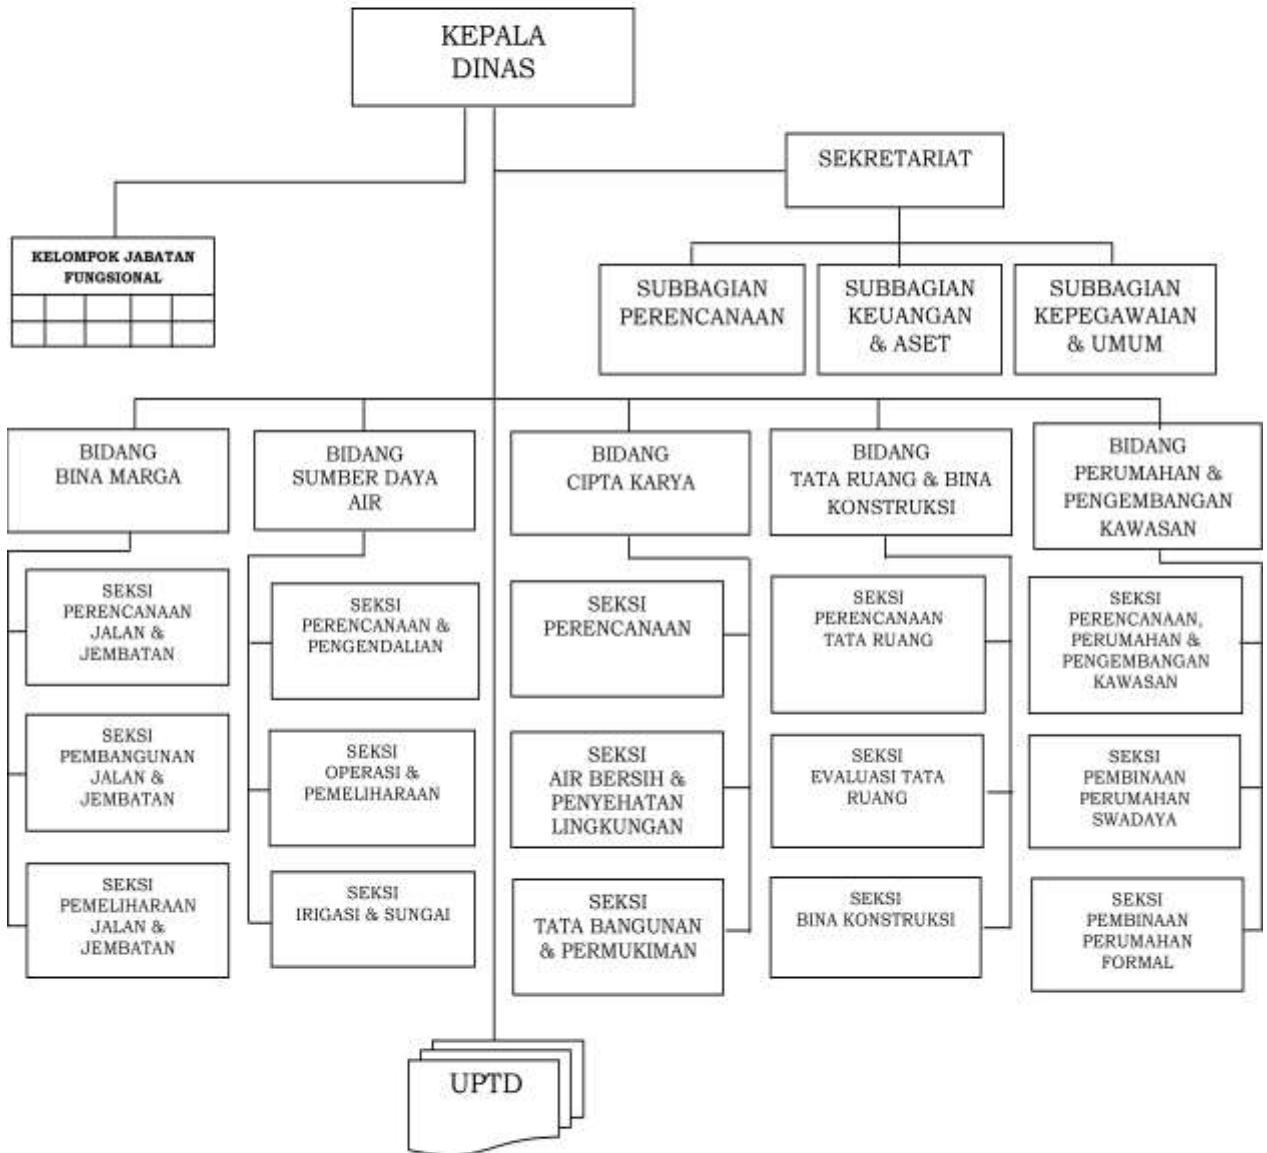 KEPALA
DINAS
SEKRETARIAT
KELOMPOK JABATAN
FUNGSIONAL
SUBBAGIAN
PERENCANAAN
SUBBAGIAN
KEUANGAN
& ASET
SUBBAGIAN
KEPEGAWAIAN
& UMUM
BIDANG
BINA MARGA
BIDANG
SUMBER DAYA
AIR
BIDANG
CIPTA KARYA
BIDANG
TATA RUANG & BINA
KONSTRUKSI
BIDANG
PERUMAHAN &
PENGEMBANGAN
KAWASAN
SEKSI
PERENCANAAN
JALAN &
JEMBATAN
SEKSI
PERENCANAAN &
PENGENDALIAN
SEKSI
PERENCANAAN
SEKSI
PERENCANAAN
TATA RUANG
SEKSI
PERENCANAAN,
PERUMAHAN &
PENGEMBANGAN
KAWASAN
SEKSI
PEMBANGUNAN
JALAN &
JEMBATAN
SEKSI
OPERASI &
PEMELIHARAAN
SEKSI
AIR BERSIH &
PENYEHATAN
LINGKUNGAN
SEKSI
EVALUASI TATA
RUANG
SEKSI
PEMBINAAN
PERUMAHAN
SWADAYA
SEKSI
PEMELIHARAAN
JALAN &
JEMBATAN
SEKSI
IRIGASI & SUNGAI
SEKSI
TATA BANGUNAN
& PERMUKIMAN
SEKSI
BINA KONSTRUKSI
SEKSI
PEMBINAAN
PERUMAHAN
FORMAL
UPTD